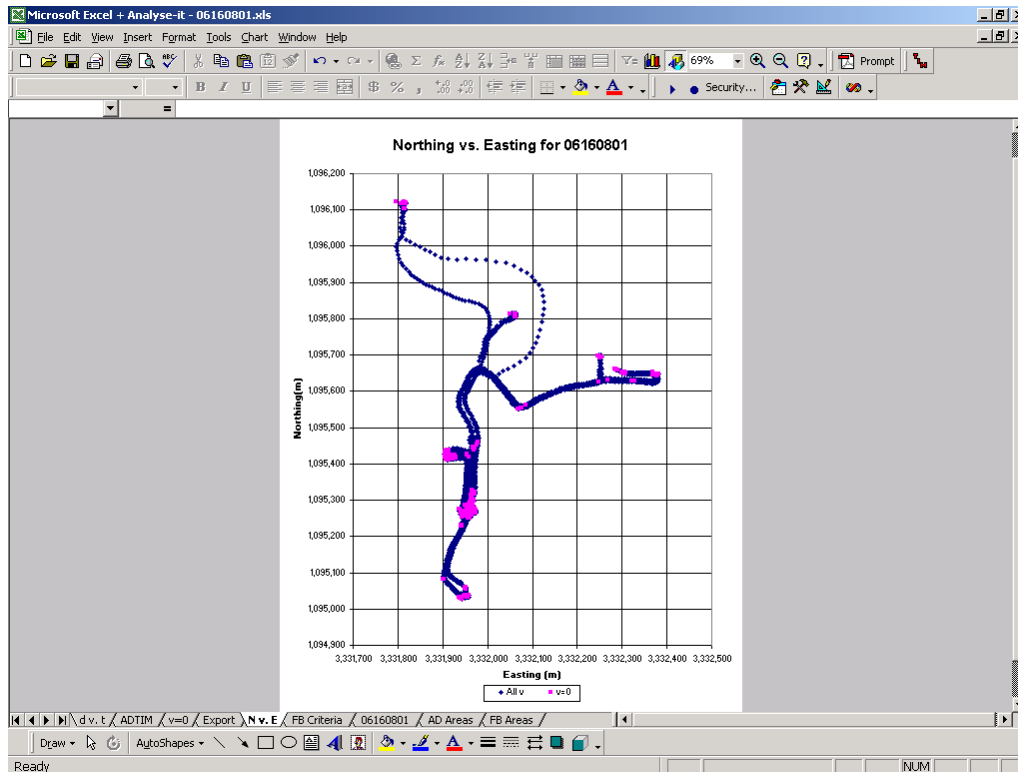 Microsoft Excel + Analyse-it - 06160801.xls
File Edit View Insert Format Tools Chart Window Help
69% Prompt
B I U $ % , Security...
=
Northing vs. Easting for 06160801
1,096,200
1,096,100
1,096,000
1,095,900
1,095,800
1,095,700
1,095,600
1,095,500
1,095,400
1,095,300
1,095,200
1,095,100
1,095,000
1,094,900
Northing(m)
3,331,700 3,331,800 3,331,900 3,332,000 3,332,100 3,332,200 3,332,300 3,332,400 3,332,500
Easting (m)
All v v=0
d v. t / ADTIM / v=0 / Export \ N v. E / FB Criteria / 06160801 / AD Areas / FB Areas /
Draw AutoShapes
Ready NUM